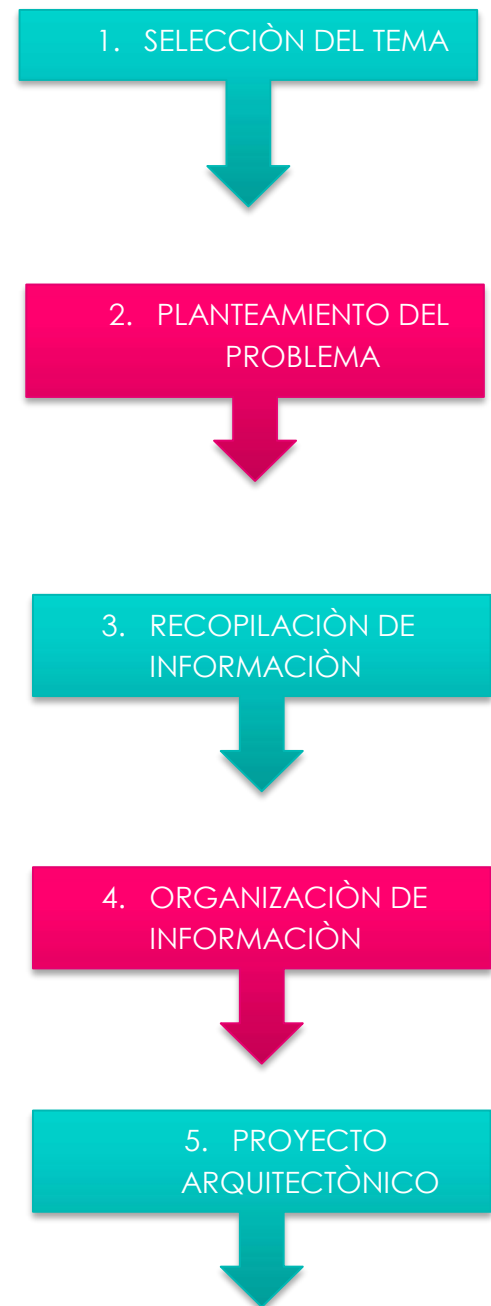 1. SELECCIÒN DEL TEMA
2. PLANTEAMIENTO DEL
PROBLEMA
3. RECOPILACIÒN DE
INFORMACIÒN
4. ORGANIZACIÒN DE
INFORMACIÒN
5. PROYECTO
ARQUITECTÒNICO